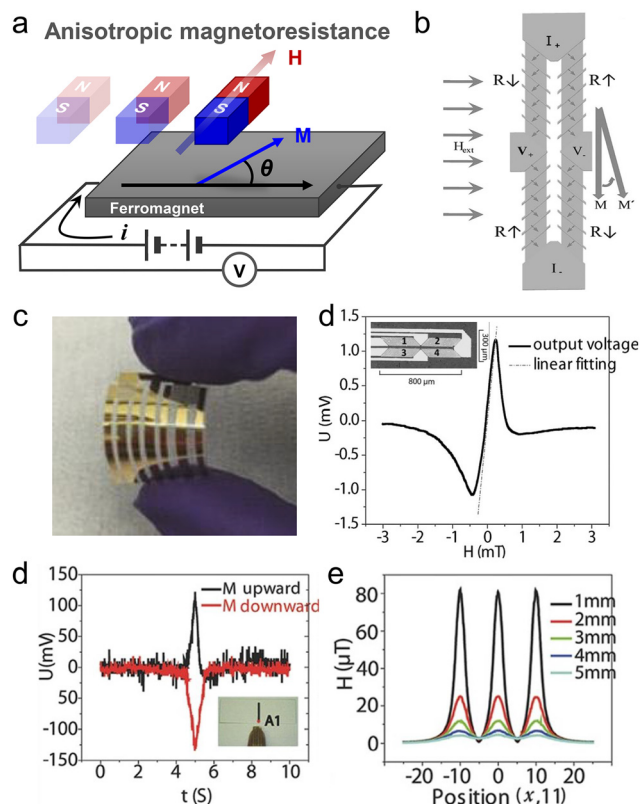 a
Anisotropic magnetoresistance
N
S
N
S
N
S
H
M
θ
Ferromagnet
i
V
b
I₊
R↓
R↑
Hext
V₊
V₋
M
M´
R↑
R↓
I₋
c
d
1.5
1.0
0.5
0.0
-0.5
-1.0
-1.5
U (mV)
1 2
3 4
300 μm
800 μm
output voltage
linear fitting
-3 -2 -1 0 1 2 3
H (mT)
d
150
100
50
0
-50
-100
-150
U(mV)
M upward
M downward
A1
0 2 4 6 8 10
t (S)
e
80
60
40
20
0
H (μT)
1mm
2mm
3mm
4mm
5mm
-20 -10 0 10 20
Position (x,11)